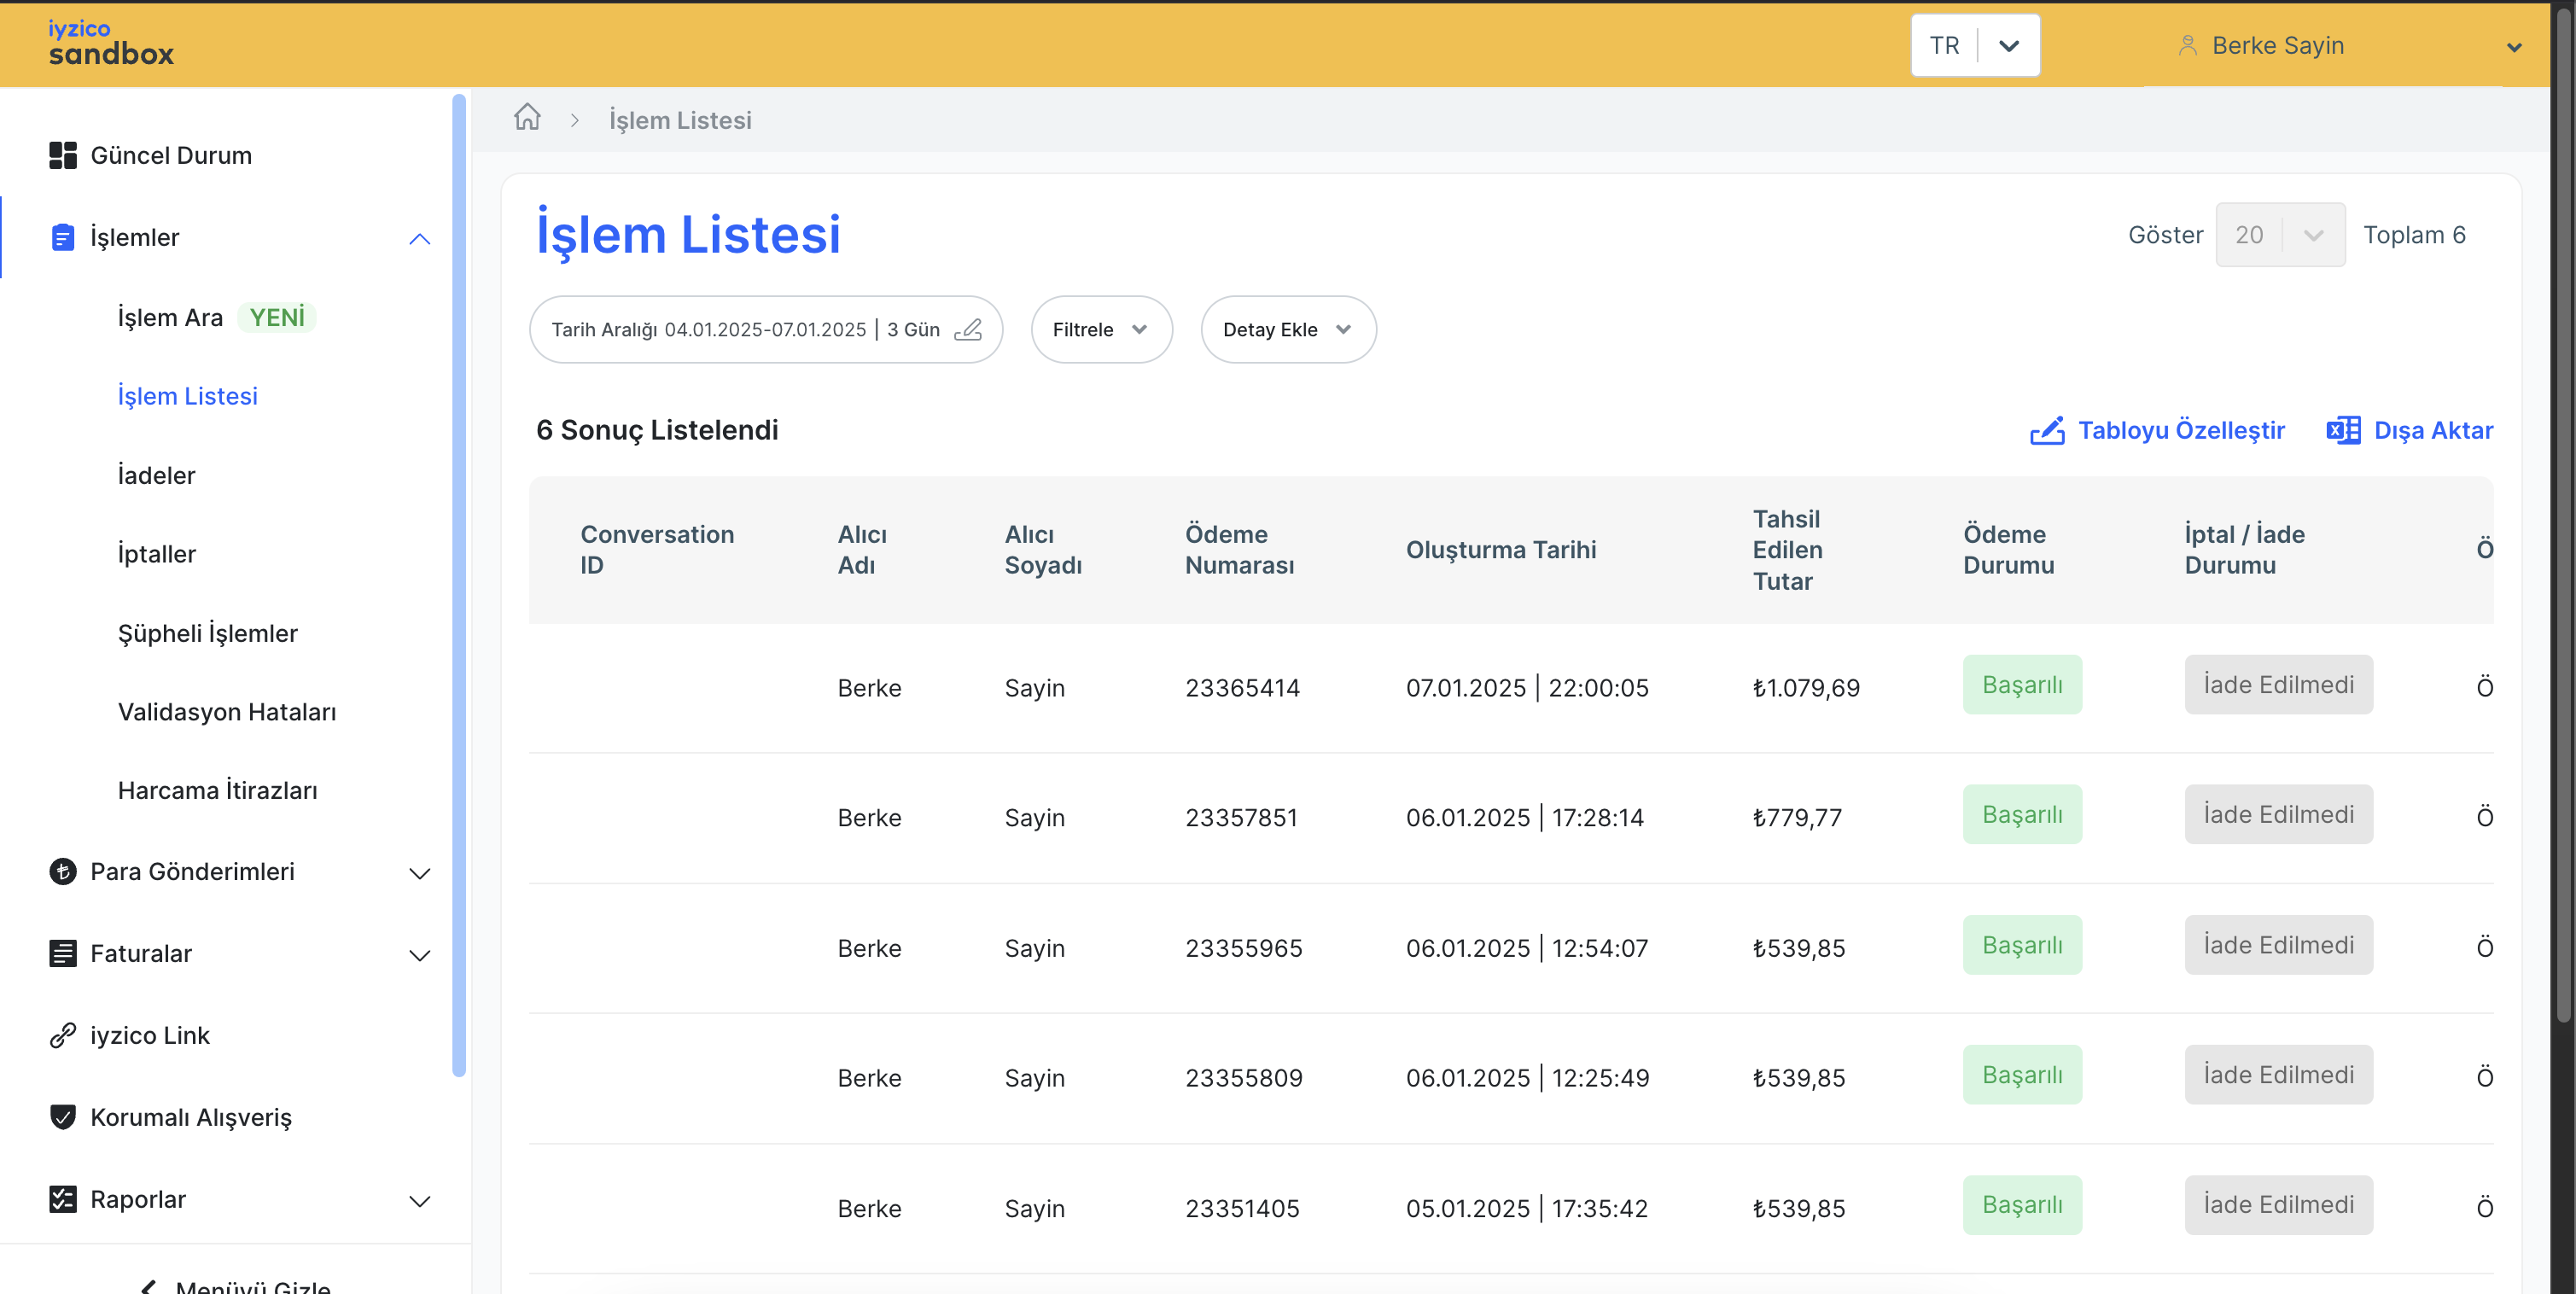 iyzico
sandbox
TR
Berke Sayin
Güncel Durum
İşlemler
İşlem Ara YENİ
İşlem Listesi
İadeler
İptaller
Şüpheli İşlemler
Validasyon Hataları
Harcama İtirazları
Para Gönderimleri
Faturalar
iyzico Link
Korumalı Alışveriş
Raporlar
Menüyü Gizle
İşlem Listesi
İşlem Listesi
Göster 20 Toplam 6
Tarih Aralığı 04.01.2025-07.01.2025 | 3 Gün
Filtrele
Detay Ekle
6 Sonuç Listelendi
Tabloyu Özelleştir
Dışa Aktar
Conversation ID Alıcı Adı Alıcı Soyadı Ödeme Numarası Oluşturma Tarihi Tahsil Edilen Tutar Ödeme Durumu İptal / İade Durumu Ö
Berke Sayin 23365414 07.01.2025 | 22:00:05 ₺1.079,69 Başarılı İade Edilmedi Ö
Berke Sayin 23357851 06.01.2025 | 17:28:14 ₺779,77 Başarılı İade Edilmedi Ö
Berke Sayin 23355965 06.01.2025 | 12:54:07 ₺539,85 Başarılı İade Edilmedi Ö
Berke Sayin 23355809 06.01.2025 | 12:25:49 ₺539,85 Başarılı İade Edilmedi Ö
Berke Sayin 23351405 05.01.2025 | 17:35:42 ₺539,85 Başarılı İade Edilmedi Ö